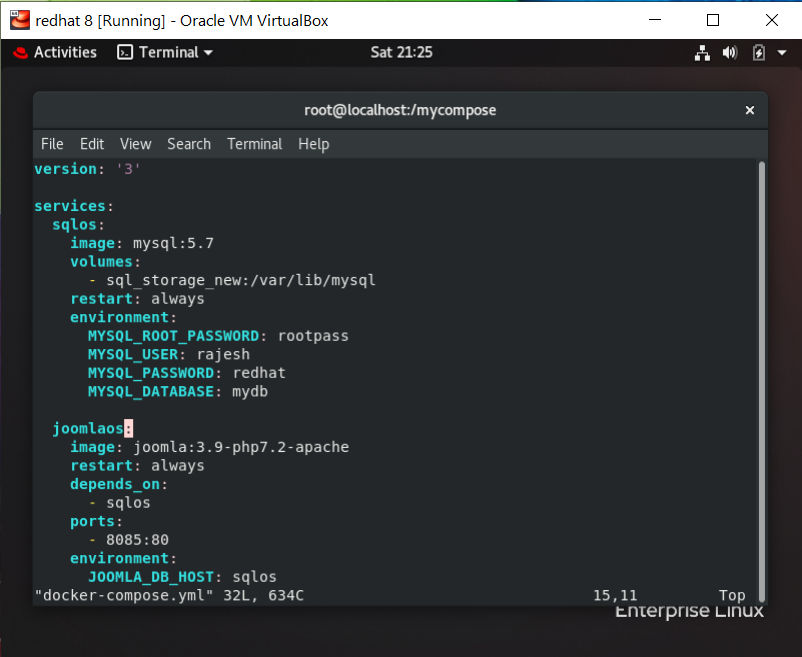 redhat 8 [Running] - Oracle VM VirtualBox
Activities Terminal Sat 21:25
root@localhost:/mycompose
File Edit View Search Terminal Help
version: '3'
services:
  sqlos:
    image: mysql:5.7
    volumes:
      - sql_storage_new:/var/lib/mysql
    restart: always
    environment:
      MYSQL_ROOT_PASSWORD: rootpass
      MYSQL_USER: rajesh
      MYSQL_PASSWORD: redhat
      MYSQL_DATABASE: mydb
  joomlaos:
    image: joomla:3.9-php7.2-apache
    restart: always
    depends_on:
      - sqlos
    ports:
      - 8085:80
    environment:
      JOOMLA_DB_HOST: sqlos
"docker-compose.yml" 32L, 634C 15,11 Top
Enterprise Linux